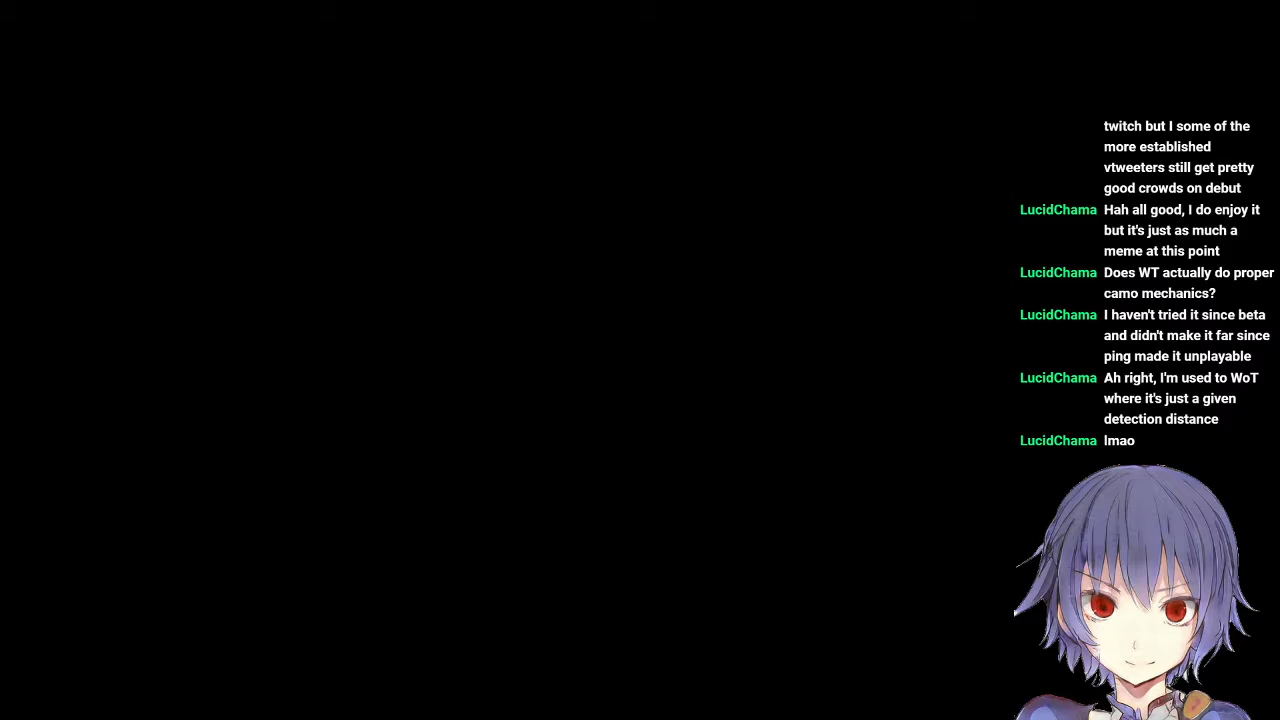 twitch but I some of the
more established
vtweeters still get pretty
good crowds on debut
LucidChama Hah all good, I do enjoy it
but it's just as much a
meme at this point
LucidChama Does WT actually do proper
camo mechanics?
LucidChama I haven't tried it since beta
and didn't make it far since
ping made it unplayable
LucidChama Ah right, I'm used to WoT
where it's just a given
detection distance
LucidChama lmao